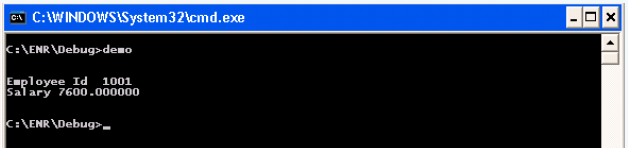 C:\WINDOWS\System32\cmd.exe
C:\ENR\Debug>demo
Employee Id  1001
Salary 7600.000000
C:\ENR\Debug>_